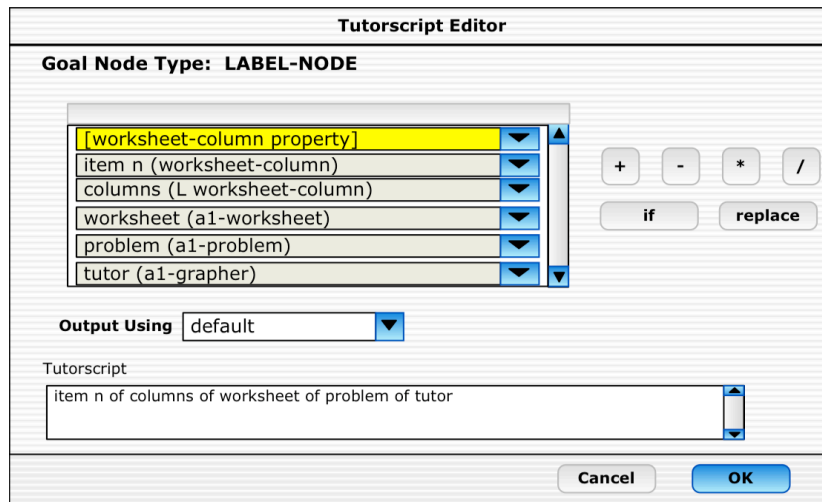 Tutorscript Editor
Goal Node Type: LABEL-NODE
[worksheet-column property]
item n (worksheet-column)
columns (L worksheet-column)
worksheet (a1-worksheet)
problem (a1-problem)
tutor (a1-grapher)
+ - * /
if replace
Output Using default
Tutorscript
item n of columns of worksheet of problem of tutor
Cancel OK